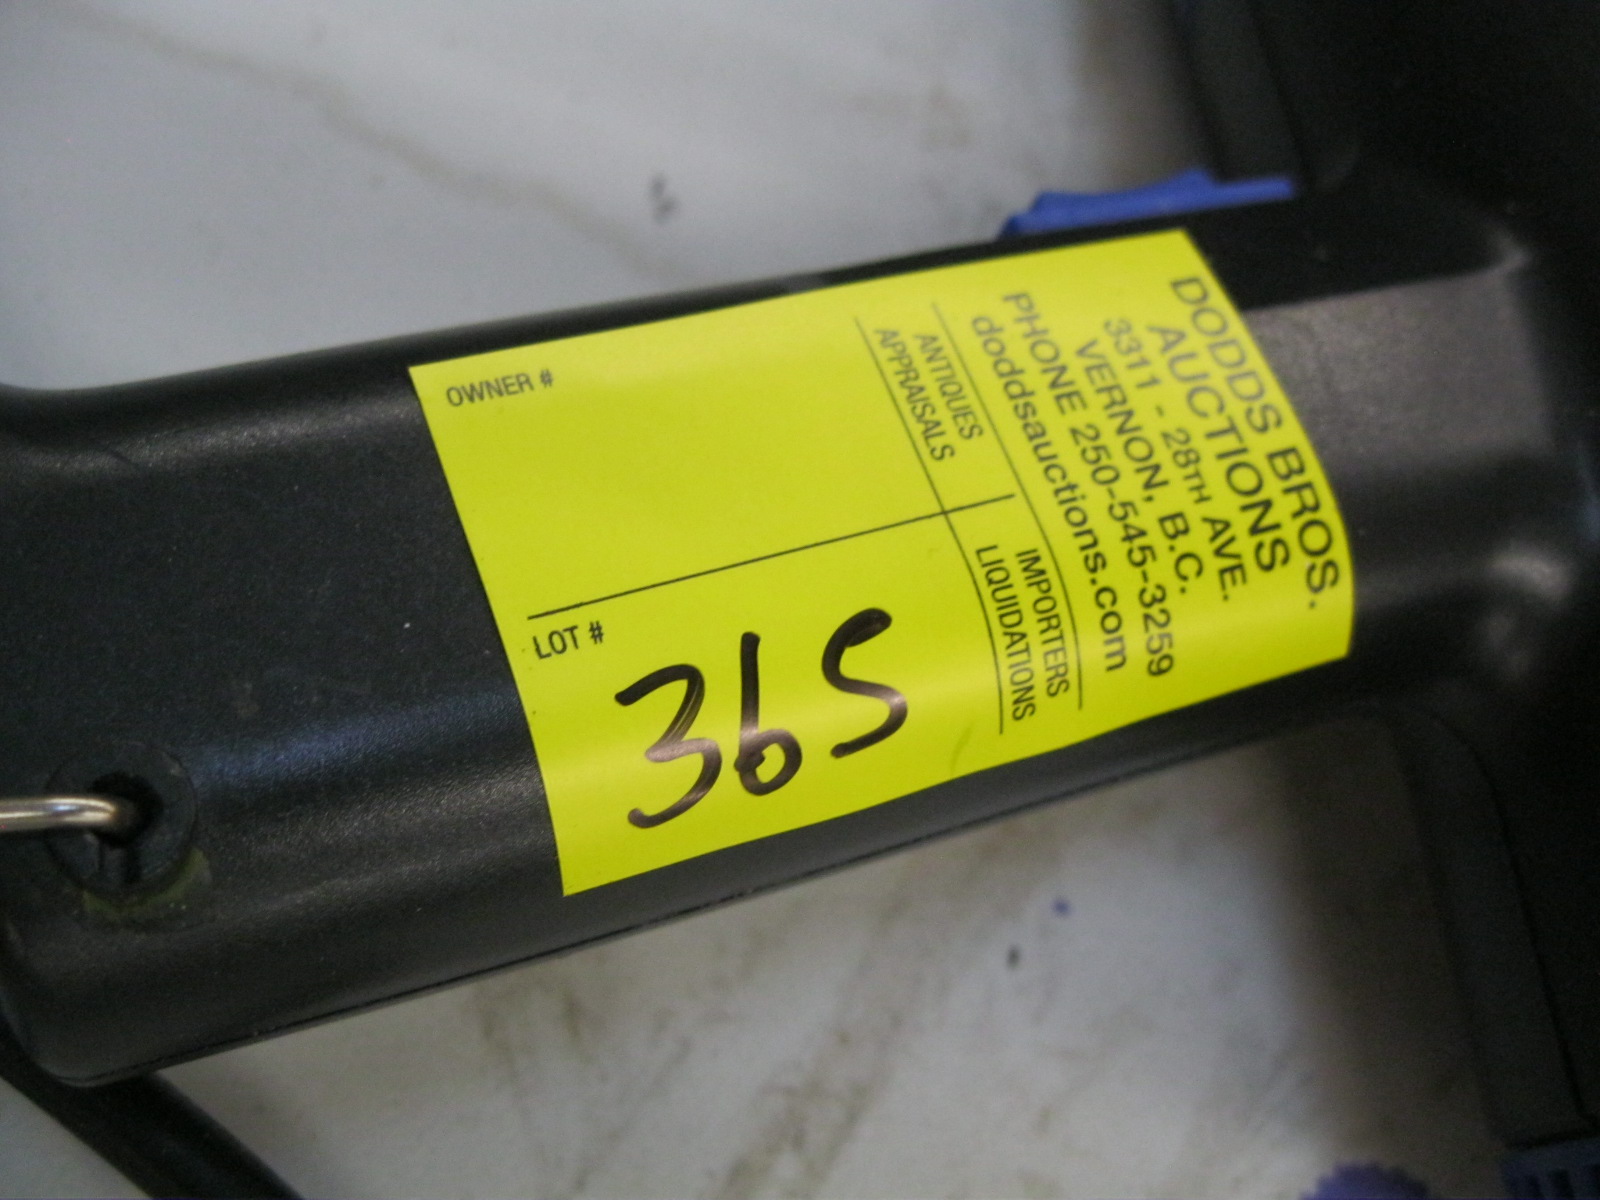 DODDS BROS.
AUCTIONS
3311 - 28TH AVE.
VERNON, B.C.
PHONE 250-545-3259
doddsauctions.com
ANTIQUES
APPRAISALS
IMPORTERS
LIQUIDATIONS
OWNER #
LOT #
365